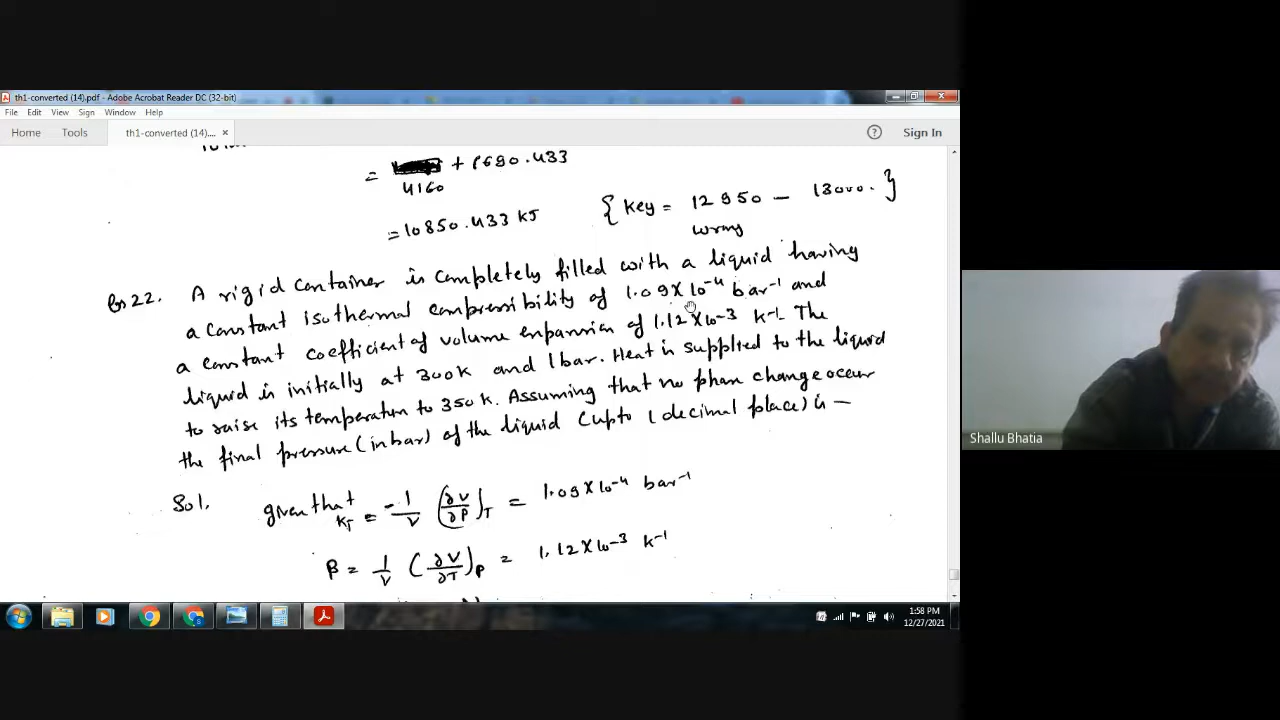 th1-converted (14).pdf - Adobe Acrobat Reader DC (32-bit)
File Edit View Sign Window Help
Home Tools th1-converted (14).... × ? Sign In
= 4160 + 6690.433
= 10850.433 KJ { Key = 12950 - 13000. }
wrong
Qs 22. A rigid container is completely filled with a liquid having
a constant isothermal compressibility of 1.09 X 10-4 bar-1 and
a constant coefficient of volume expansion of 1.12 X 10-3 K-1. The
liquid is initially at 300K and 1 bar. Heat is supplied to the liquid
to raise its temperature to 350 K. Assuming that no phase change occur
the final pressure (in bar) of the liquid (upto 1 decimal place) is —
Sol. given that KT = -1/V (∂V/∂P)T = 1.09 X 10-4 bar-1
β = 1/V (∂V/∂T)P = 1.12 X 10-3 K-1
Shallu Bhatia
1:58 PM
12/27/2021